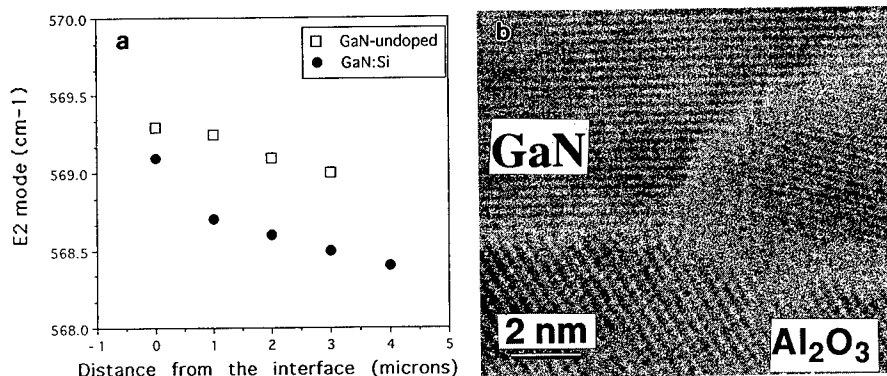 a
GaN-undoped
GaN:Si
570.0
569.5
569.0
568.5
568.0
E2 mode (cm-1)
-1 0 1 2 3 4 5
Distance from the interface (microns)
b
GaN
2 nm
Al₂O₃